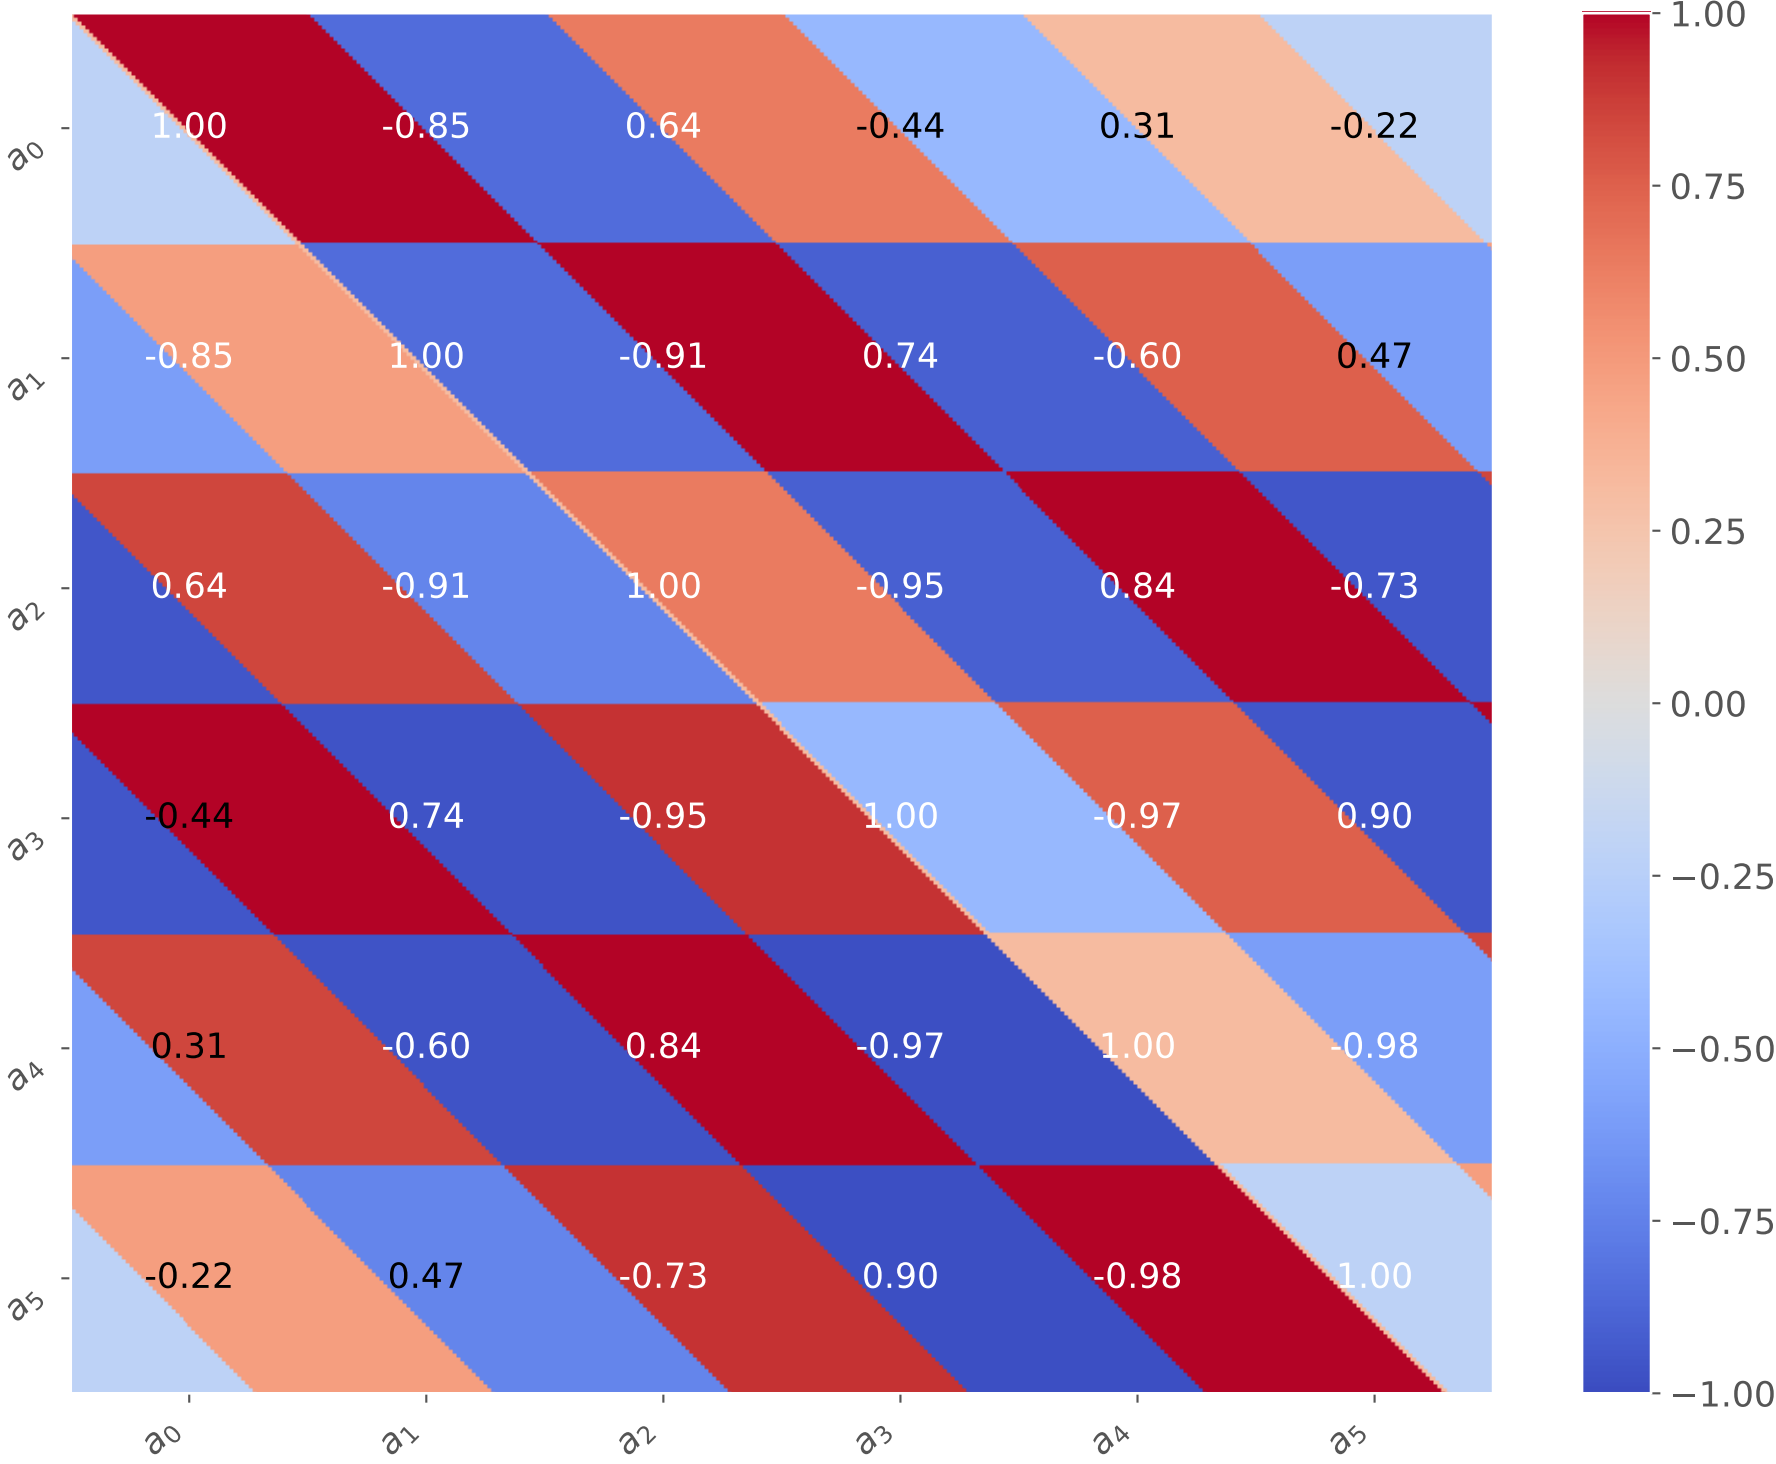 1.00
a0 1.00 -0.85 0.64 -0.44 0.31 -0.22
0.75
a1 -0.85 1.00 -0.91 0.74 -0.60 0.47
0.50
0.25
a2 0.64 -0.91 1.00 -0.95 0.84 -0.73
0.00
a3 -0.44 0.74 -0.95 1.00 -0.97 0.90
−0.25
a4 0.31 -0.60 0.84 -0.97 1.00 -0.98
−0.50
−0.75
a5 -0.22 0.47 -0.73 0.90 -0.98 1.00
−1.00
a0 a1 a2 a3 a4 a5